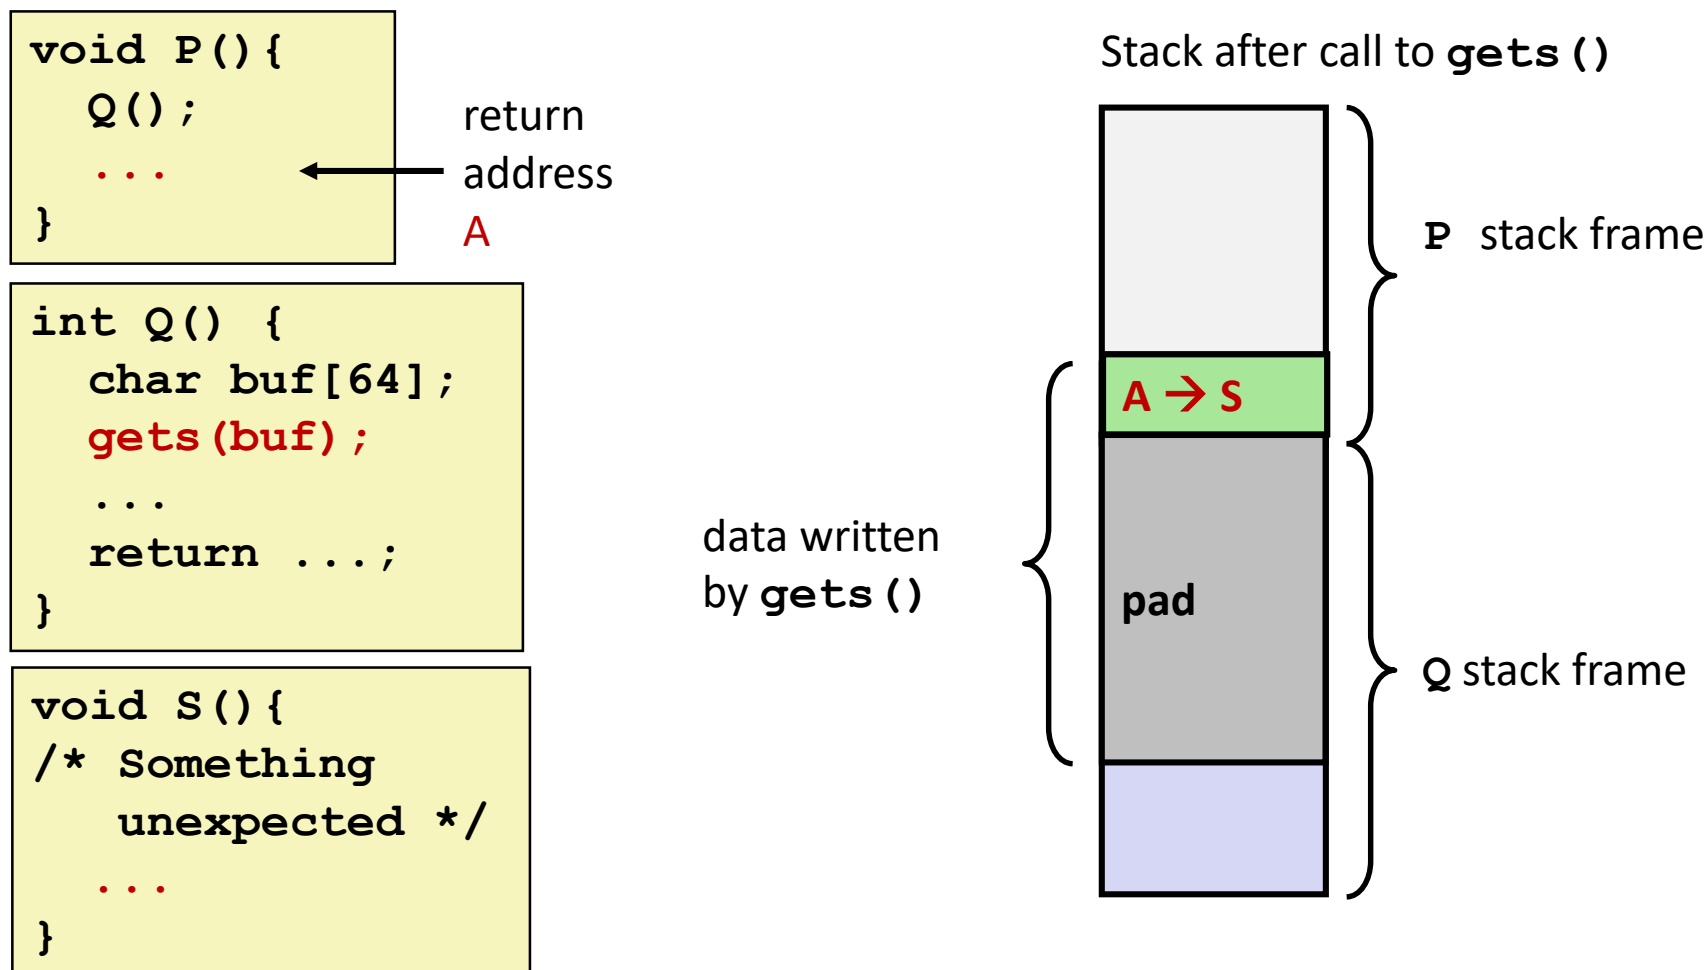 void P(){
  Q();
  ...
}
return
address
A
int Q() {
  char buf[64];
  gets(buf);
  ...
  return ...;
}
void S(){
/* Something
   unexpected */
  ...
}
Stack after call to gets()
P stack frame
A → S
data written
by gets()
pad
Q stack frame